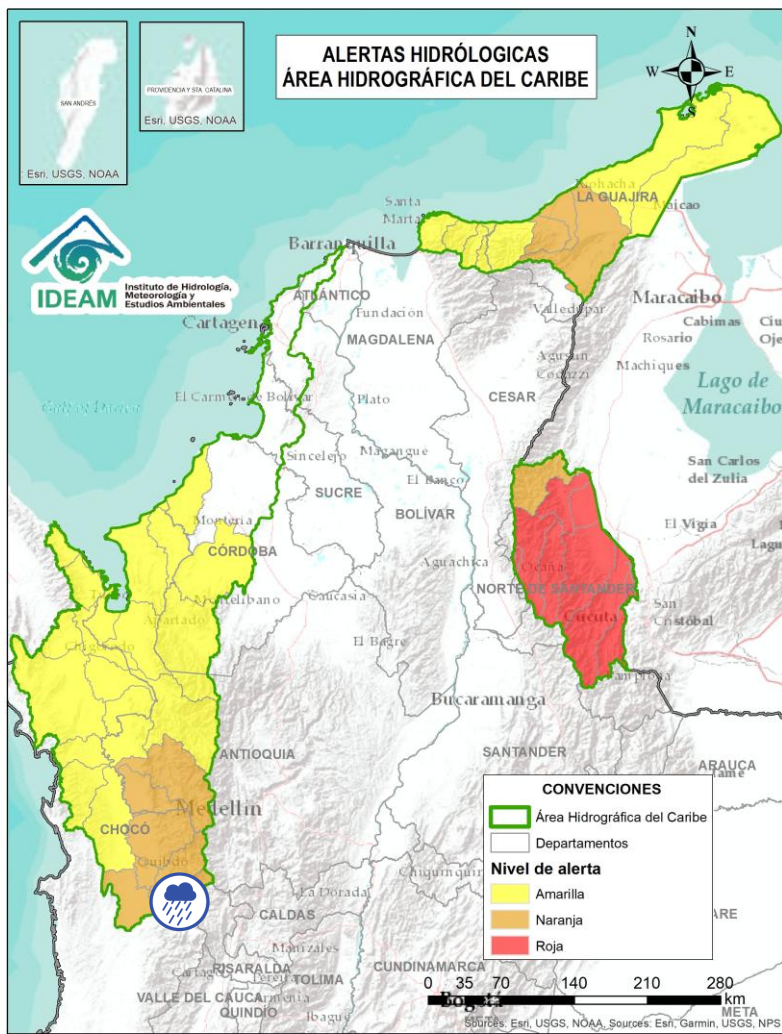 ALERTAS HIDRÓLOGICAS
ÁREA HIDROGRÁFICA DEL CARIBE
N
W E
S
SAN ANDRÉS
Esri, USGS, NOAA
PROVIDENCIA Y STA. CATALINA
Esri, USGS, NOAA
IDEAM
Instituto de Hidrología,
Meteorología y
Estudios Ambientales
LA GUAJIRA
Maicao
Santa
Marta
Barranquilla
ATLÁNTICO
Fundación
Valledupar
Maracaibo
Cabimas
Cartagen
MAGDALENA
Rosario
Machiques
Agustín
Codazzi
CESAR
Lago de
Maracaibo
El Carmen de Bolívar
Plato
Sincelejo
Magangue
SUCRE
El Banco
BOLÍVAR
San Carlos
del Zulia
El Vigia
Montería
CÓRDOBA
Aguachica
Ocaña
NORTE DE SANTANDER
Montelibano
Caucasia
Cúcuta
San
Cristóbal
El Bagre
Bucaramanga
ANTIOQUIA
SANTANDER
ARAUCA
Medellín
CHOCÓ
Quibdó
La Dorada
CALDAS
Manizales
RISARALDA
TOLIMA
CUNDINAMARCA
VALLE DEL CAUCA
QUINDÍO
Ibague
Bogotá
META
META
CONVENCIONES
Área Hidrográfica del Caribe
Departamentos
Nivel de alerta
Amarilla
Naranja
Roja
0 35 70 140 210 280
km
Sources: Esri, USGS, NOAA, Sources: Esri, Garmin, USGS, NPS